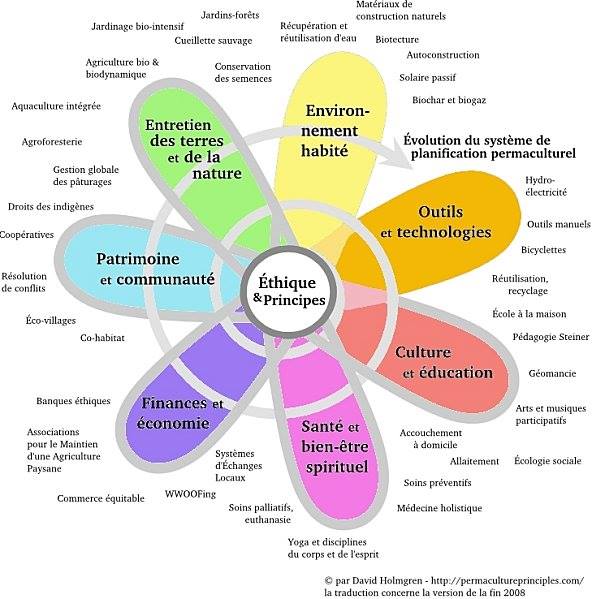 Matériaux de
construction naturels
Jardins-forêts
Jardinage bio-intensif
Récupération et
réutilisation d'eau
Cueillette sauvage
Biotecture
Autoconstruction
Agriculture bio &
biodynamique
Conservation
des semences
Solaire passif
Biochar et biogaz
Aquaculture intégrée
Environ-
nement
habité
Entretien
des terres
et de la
nature
Évolution du système de
planification permaculturel
Agroforesterie
Gestion globale
des pâturages
Hydro-
électricité
Droits des indigènes
Outils
et technologies
Outils manuels
Coopératives
Bicyclettes
Patrimoine
et communauté
Résolution
de conflits
Éthique
& Principes
Réutilisation,
recyclage
Éco-villages
École à la maison
Co-habitat
Pédagogie Steiner
Culture
et éducation
Géomancie
Banques éthiques
Finances et
économie
Arts et musiques
participatifs
Santé et
bien-être
spirituel
Associations
pour le Maintien
d'une Agriculture
Paysane
Accouchement
à domicile
Systèmes
d'Échanges
Locaux
Allaitement
Écologie sociale
Commerce équitable
WWOOFing
Soins préventifs
Soins palliatifs,
euthanasie
Médecine holistique
Yoga et disciplines
du corps et de l'esprit
© par David Holmgren - http://permacultureprinciples.com/
la traduction concerne la version de la fin 2008